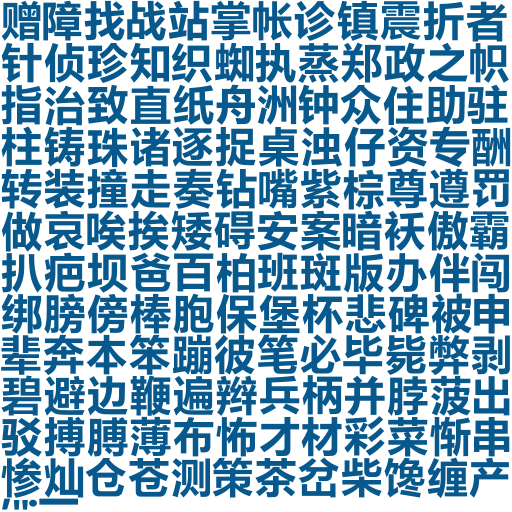 赠障找战站掌帐诊镇震折者
针侦珍知织蜘执蒸郑政之帜
指治致直纸舟洲钟众住助驻
柱铸珠诸逐捉桌浊仔资专酬
转装撞走奏钻嘴紫棕尊遵罚
做哀唉挨矮碍安案暗袄傲霸
扒疤坝爸百柏班斑版办伴闯
绑膀傍棒胞保堡杯悲碑被申
辈奔本笨蹦彼笔必毕毙弊剥
碧避边鞭遍辩兵柄并脖菠出
驳搏膊薄布怖才材彩菜惭串
惨灿仓苍测策茶岔柴馋缠产